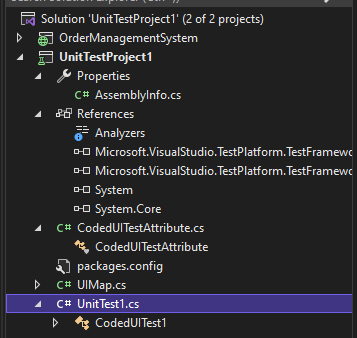 Solution 'UnitTestProject1' (2 of 2 projects)
OrderManagementSystem
UnitTestProject1
Properties
C# AssemblyInfo.cs
References
Analyzers
Microsoft.VisualStudio.TestPlatform.TestFramewo
Microsoft.VisualStudio.TestPlatform.TestFramewo
System
System.Core
C# CodedUITestAttribute.cs
CodedUITestAttribute
packages.config
C# UIMap.cs
C# UnitTest1.cs
CodedUITest1